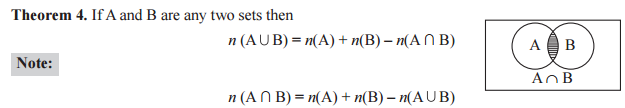 Theorem 4. If A and B are any two sets then
n (A ∪ B) = n(A) + n(B) – n(A ∩ B)
A B
Note:
A ∩ B
n (A ∩ B) = n(A) + n(B) – n(A ∪ B)